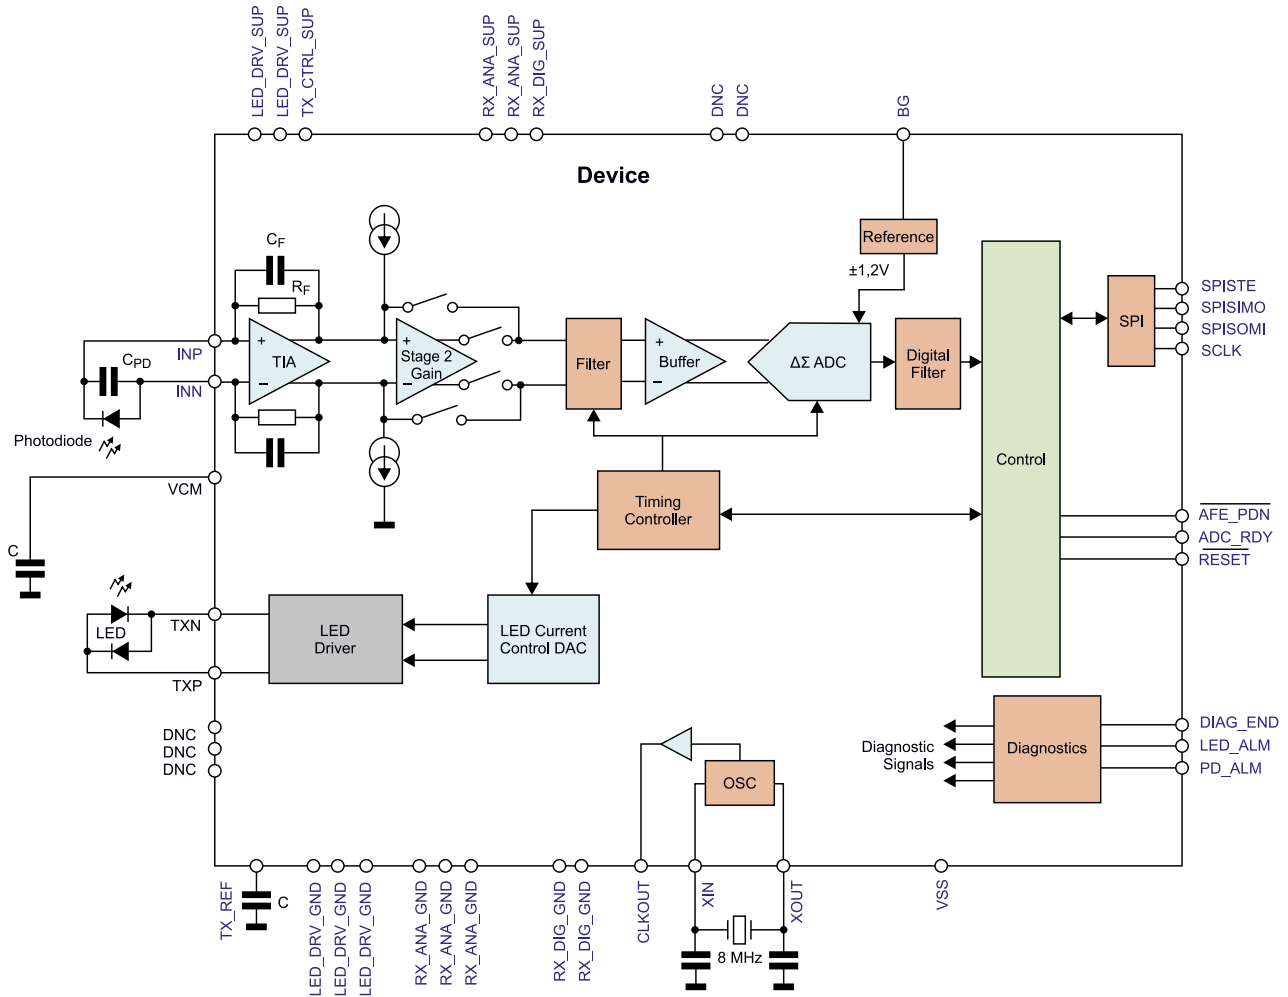 LED_DRV_SUP
LED_DRV_SUP
TX_CTRL_SUP
RX_ANA_SUP
RX_ANA_SUP
RX_DIG_SUP
DNC
DNC
BG
Device
Reference
±1,2V
CF
RF
TIA
Stage 2
Gain
Filter
Buffer
ΔΣ ADC
Digital
Filter
Control
SPI
SPISTE
SPISIMO
SPISOMI
SCLK
INP
CPD
INN
Photodiode
VCM
C
Timing
Controller
AFE_PDN
ADC_RDY
RESET
LED
TXN
TXP
LED
Driver
LED Current
Control DAC
DNC
DNC
DNC
Diagnostic
Signals
Diagnostics
DIAG_END
LED_ALM
PD_ALM
OSC
TX_REF
C
LED_DRV_GND
LED_DRV_GND
LED_DRV_GND
RX_ANA_GND
RX_ANA_GND
RX_ANA_GND
RX_DIG_GND
RX_DIG_GND
CLKOUT
XIN
XOUT
8 MHz
VSS